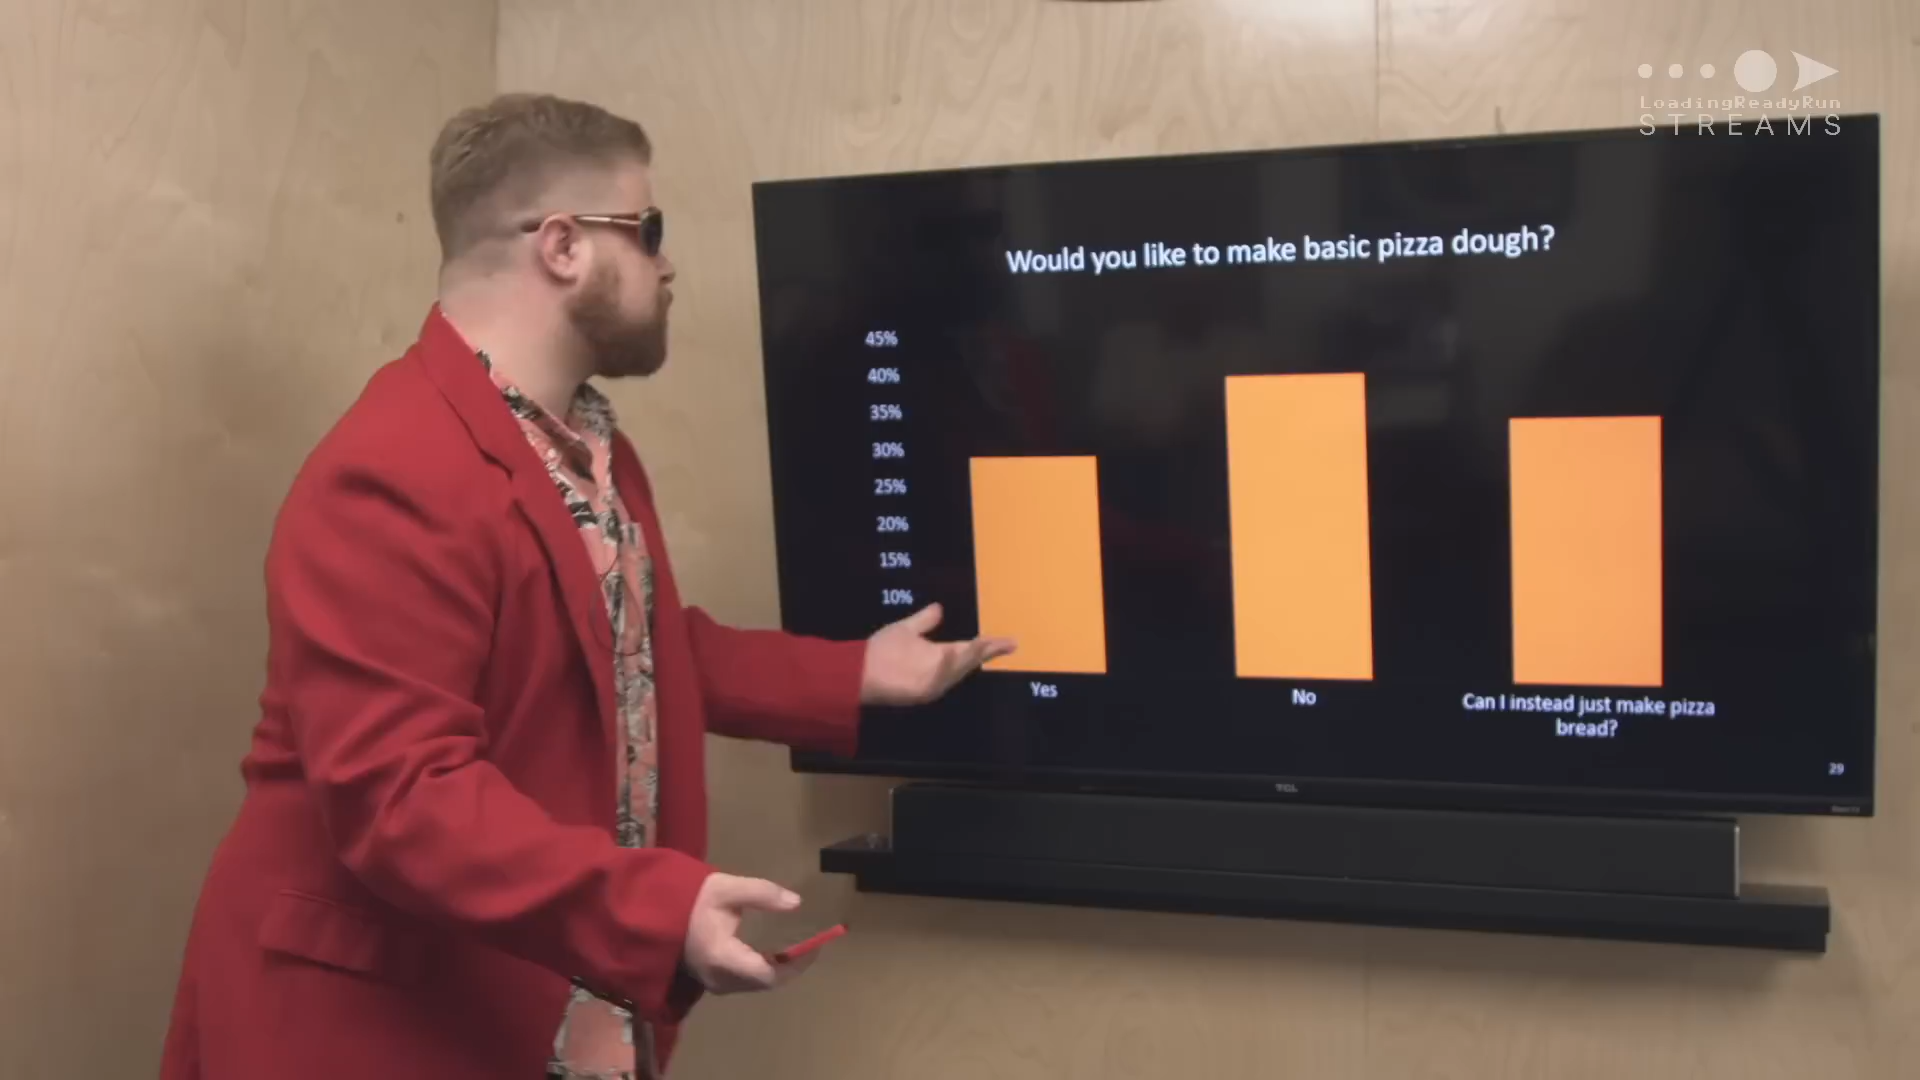 LoadingReadyRun
STREAMS
Would you like to make basic pizza dough?
45%
40%
35%
30%
25%
20%
15%
10%
Yes
No
Can I instead just make pizza
bread?
29
TCL